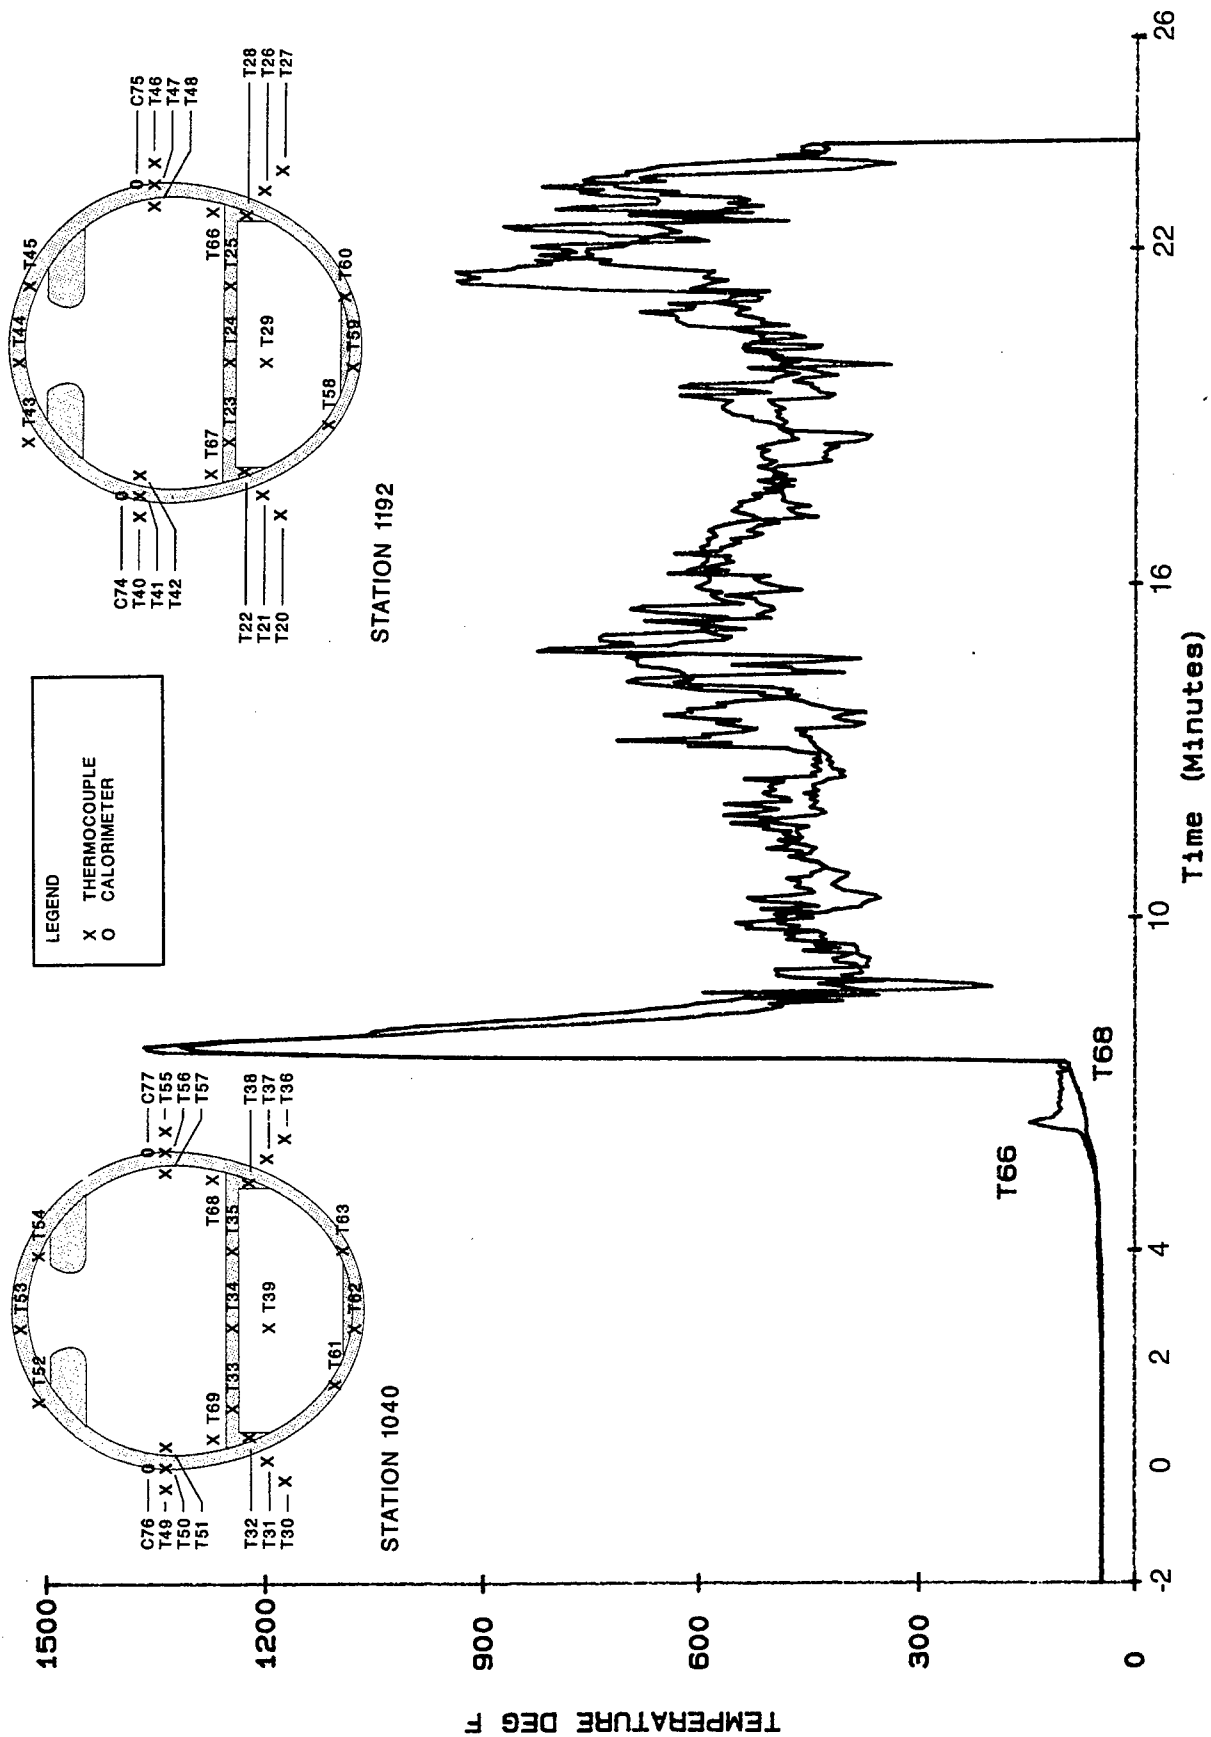 C76
T49
T50
T51
T52
T53
T54
C77
T55
T56
T57
T69
T68
T33
T34
T35
T32
T31
T30
T39
T38
T37
T36
T61
T62
T63
STATION 1040
LEGEND
X THERMOCOUPLE
O CALORIMETER
C74
T40
T41
T42
T43
T44
T45
C75
T46
T47
T48
T67
T66
T23
T24
T25
T22
T21
T20
T29
T28
T26
T27
T58
T59
T60
STATION 1192
TEMPERATURE DEG F
1500
1200
900
600
300
0
T66
T68
-2
0
2
4
10
16
22
26
Time (Minutes)